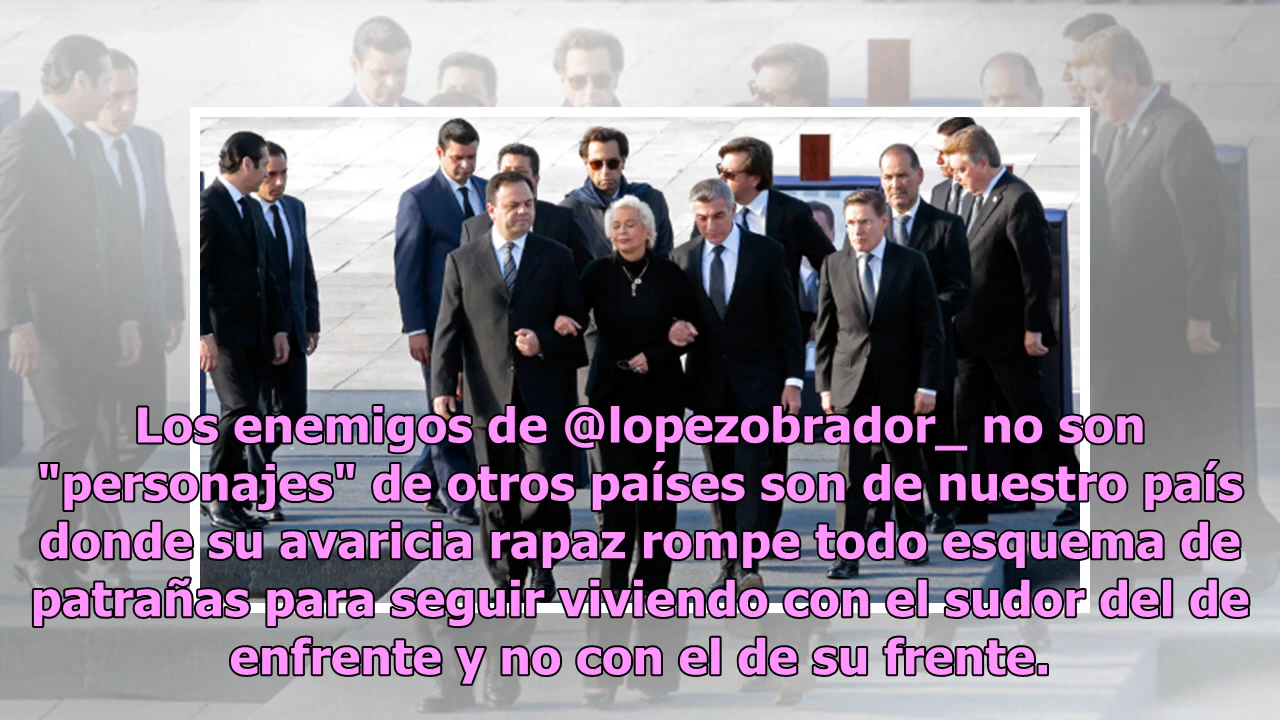 Los enemigos de @lopezobrador_ no son
"personajes" de otros países son de nuestro país
donde su avaricia rapaz rompe todo esquema de
patrañas para seguir viviendo con el sudor del de
enfrente y no con el de su frente.